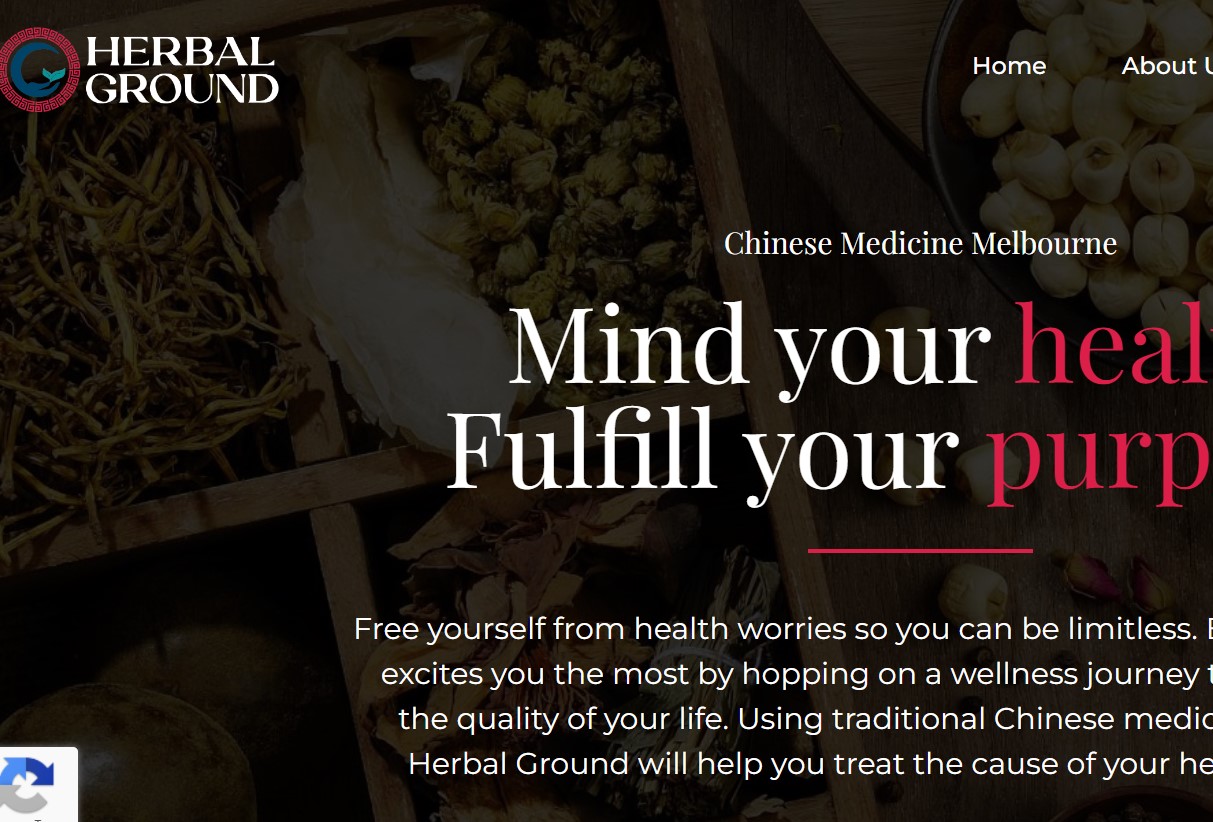 HERBAL
GROUND
Home
About U
Chinese Medicine Melbourne
Mind your heal
Fulfill your purp
Free yourself from health worries so you can be limitless.
excites you the most by hopping on a wellness journey t
the quality of your life. Using traditional Chinese medic
Herbal Ground will help you treat the cause of your he